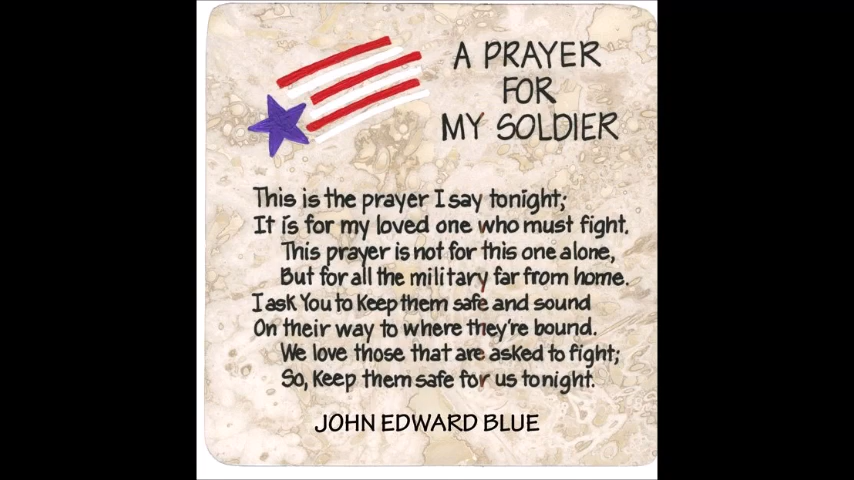 A PRAYER
FOR
MY SOLDIER
This is the prayer I say tonight;
It is for my loved one who must fight.
This prayer is not for this one alone,
But for all the military far from home.
I ask You to keep them safe and sound
On their way to where they're bound.
We love those that are asked to fight;
So, keep them safe for us tonight.
JOHN EDWARD BLUE